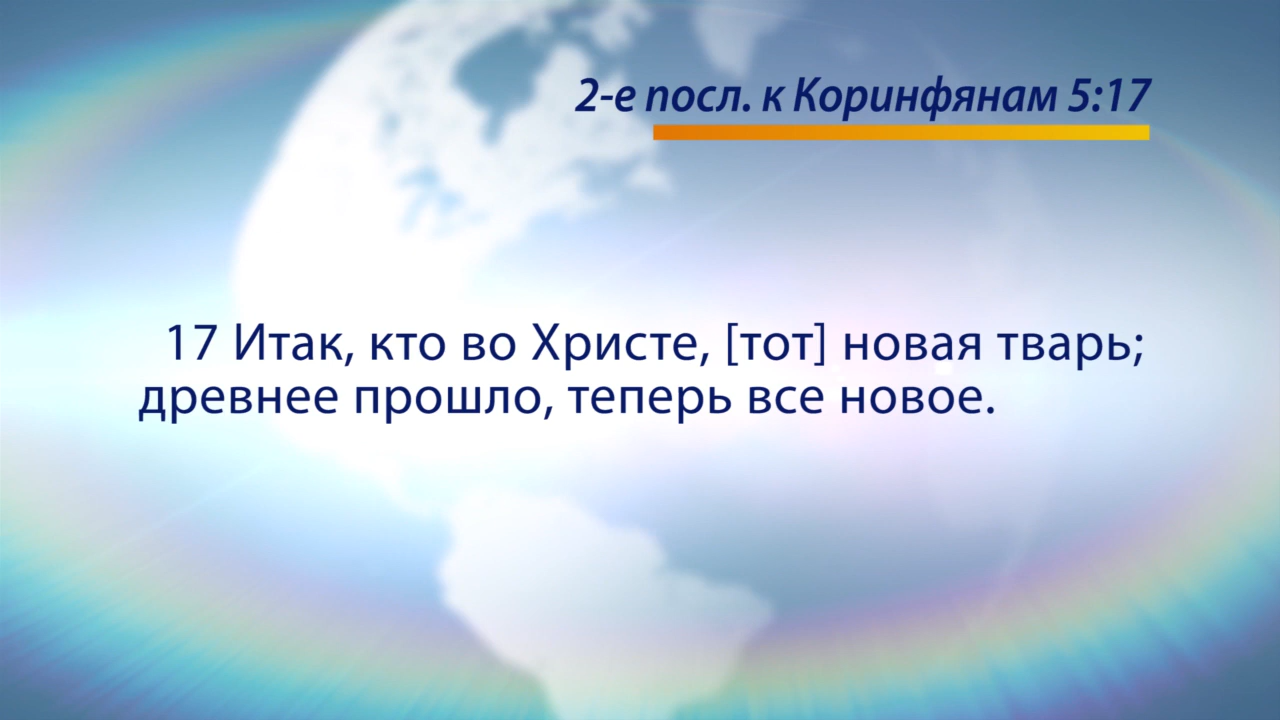 2-е посл. к Коринфянам 5:17
17 Итак, кто во Христе, [тот] новая тварь;
древнее прошло, теперь все новое.